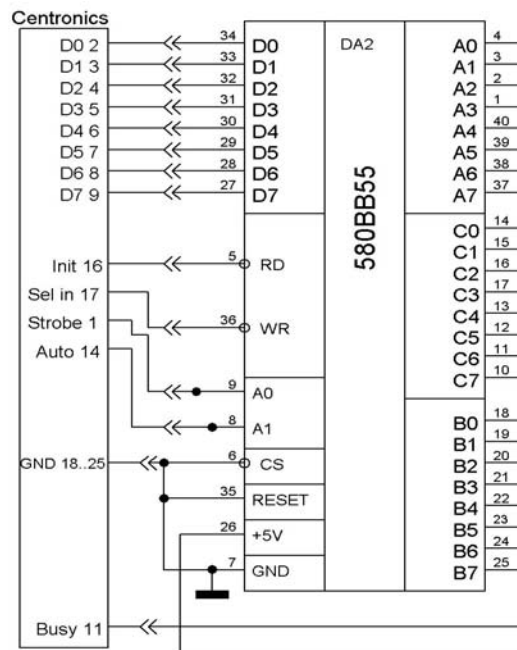 Centronics
D0 2
D1 3
D2 4
D3 5
D4 6
D5 7
D6 8
D7 9
Init 16
Sel in 17
Strobe 1
Auto 14
GND 18..25
Busy 11
34
33
32
31
30
29
28
27
5
36
9
8
6
35
26
7
D0
D1
D2
D3
D4
D5
D6
D7
RD
WR
A0
A1
CS
RESET
+5V
GND
DA2
580BB55
A0 4
A1 3
A2 2
A3 1
A4 40
A5 39
A6 38
A7 37
C0 14
C1 15
C2 16
C3 17
C4 13
C5 12
C6 11
C7 10
B0 18
B1 19
B2 20
B3 21
B4 22
B5 23
B6 24
B7 25